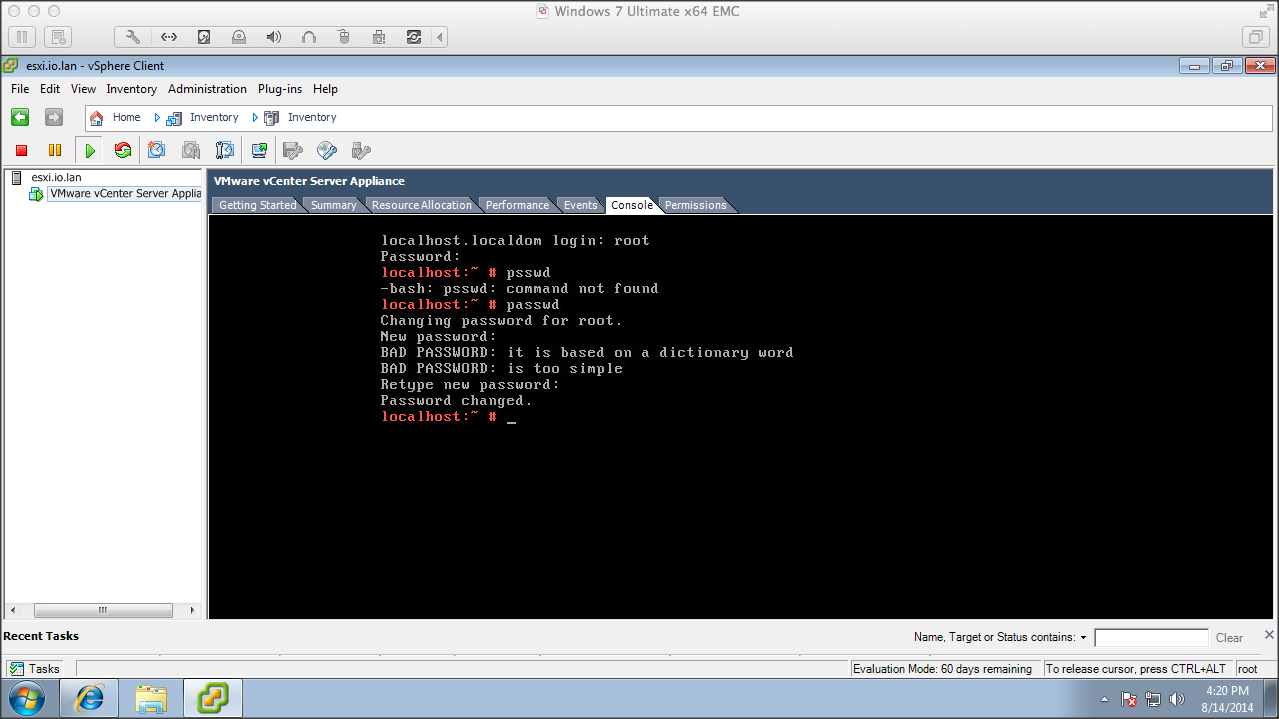 Windows 7 Ultimate x64 EMC
esxi.io.lan - vSphere Client
File Edit View Inventory Administration Plug-ins Help
Home Inventory Inventory
esxi.io.lan
VMware vCenter Server Applia
VMware vCenter Server Appliance
Getting Started Summary Resource Allocation Performance Events Console Permissions
localhost.localdom login: root
Password:
localhost:~ # psswd
-bash: psswd: command not found
localhost:~ # passwd
Changing password for root.
New password:
BAD PASSWORD: it is based on a dictionary word
BAD PASSWORD: is too simple
Retype new password:
Password changed.
localhost:~ # _
Recent Tasks
Name, Target or Status contains: Clear
Tasks
Evaluation Mode: 60 days remaining To release cursor, press CTRL+ALT root
4:20 PM
8/14/2014